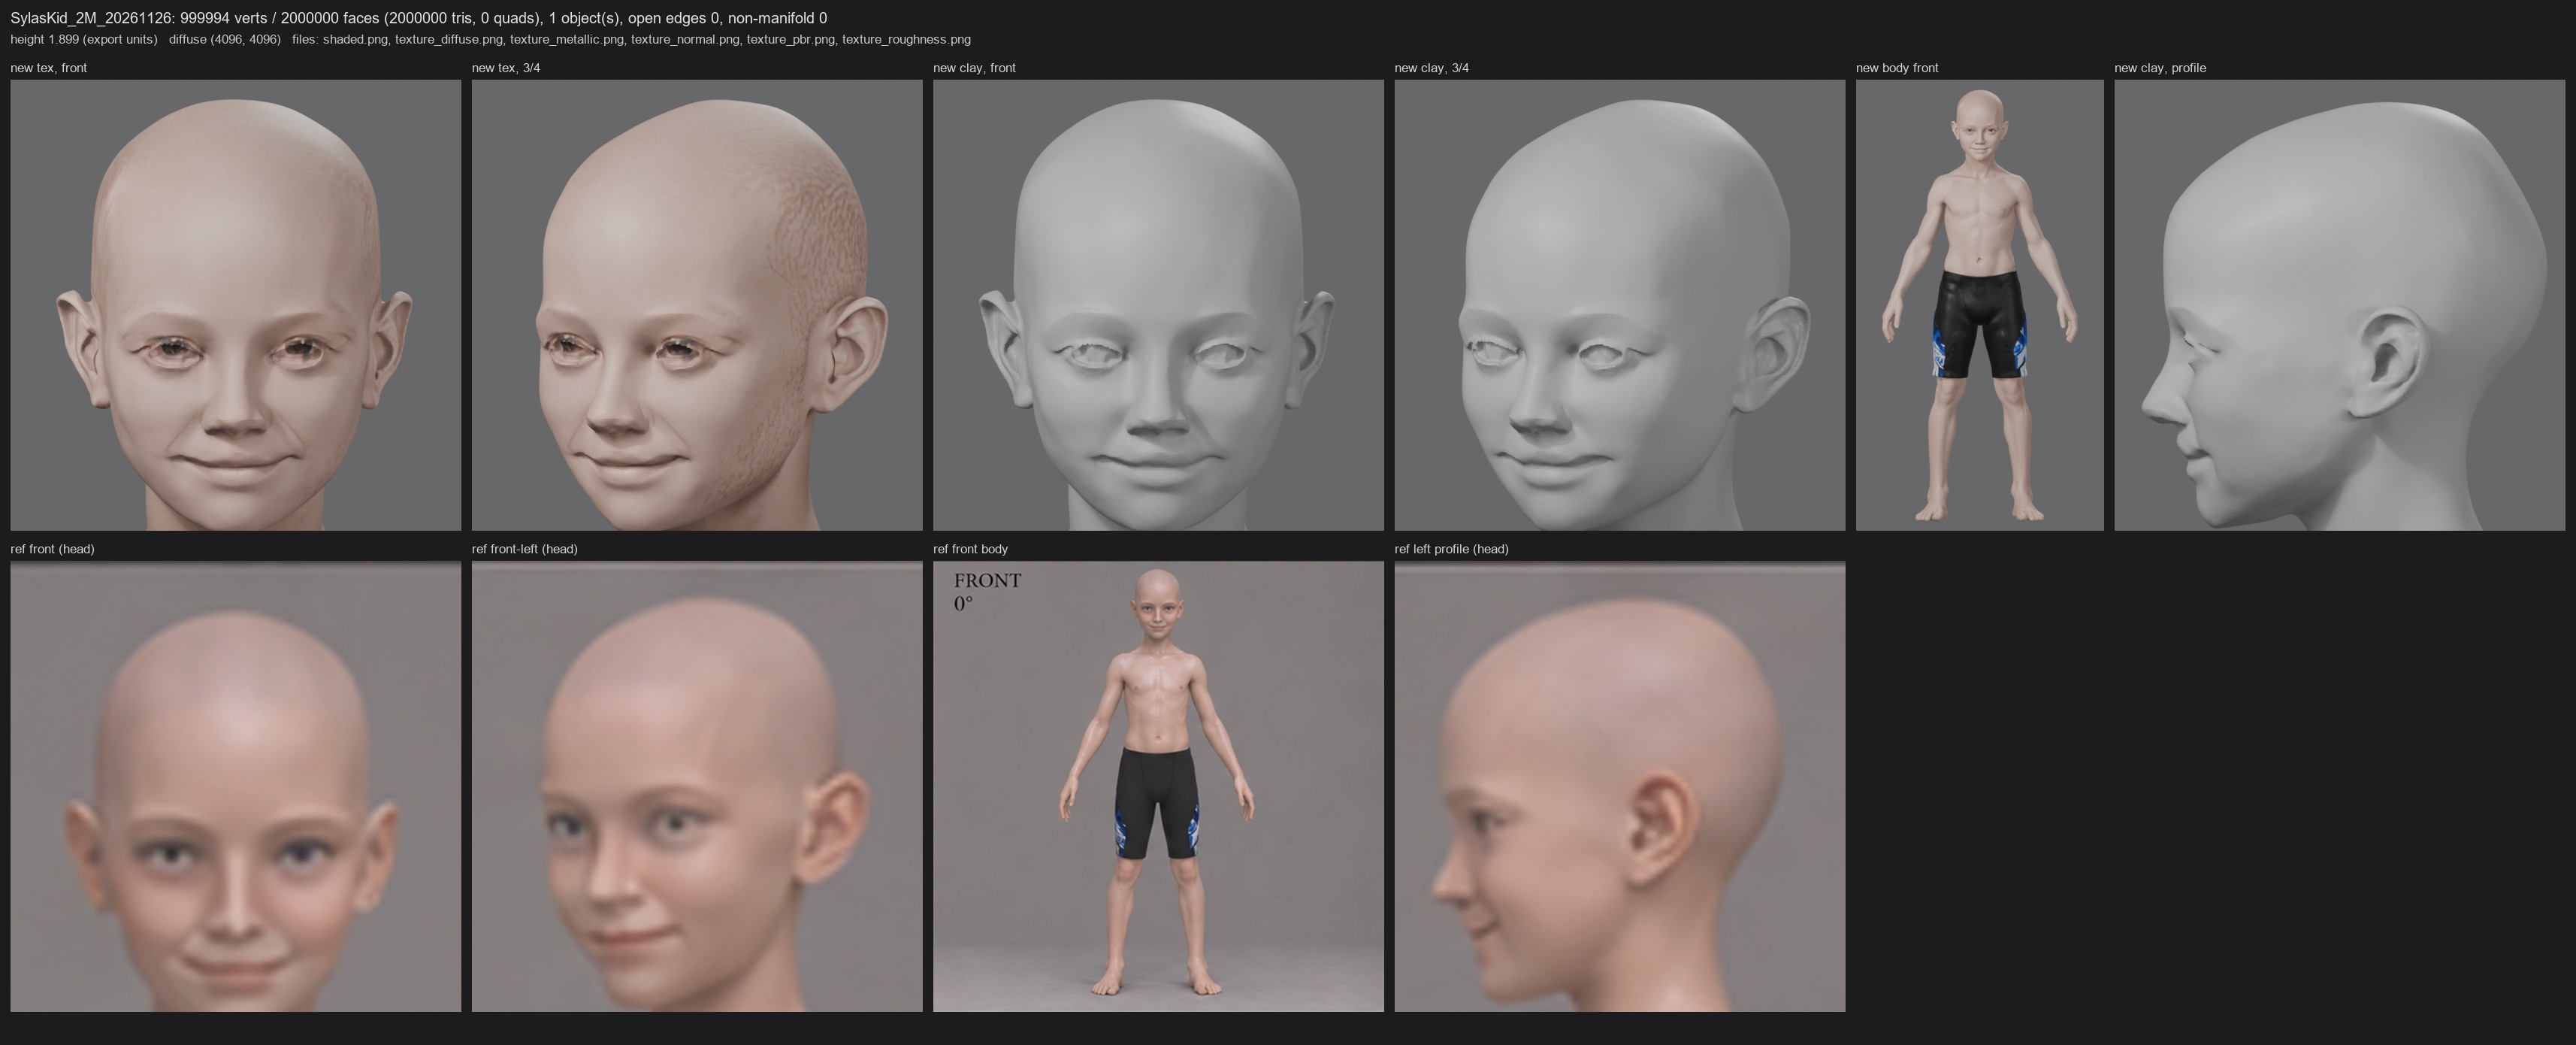 SylasKid_2M_20261126: 999994 verts / 2000000 faces (2000000 tris, 0 quads), 1 object(s), open edges 0, non-manifold 0
height 1.899 (export units)   diffuse (4096, 4096)   files: shaded.png, texture_diffuse.png, texture_metallic.png, texture_normal.png, texture_pbr.png, texture_roughness.png
new tex, front
new tex, 3/4
new clay, front
new clay, 3/4
new body front
new clay, profile
ref front (head)
ref front-left (head)
ref front body
ref left profile (head)
FRONT
0°